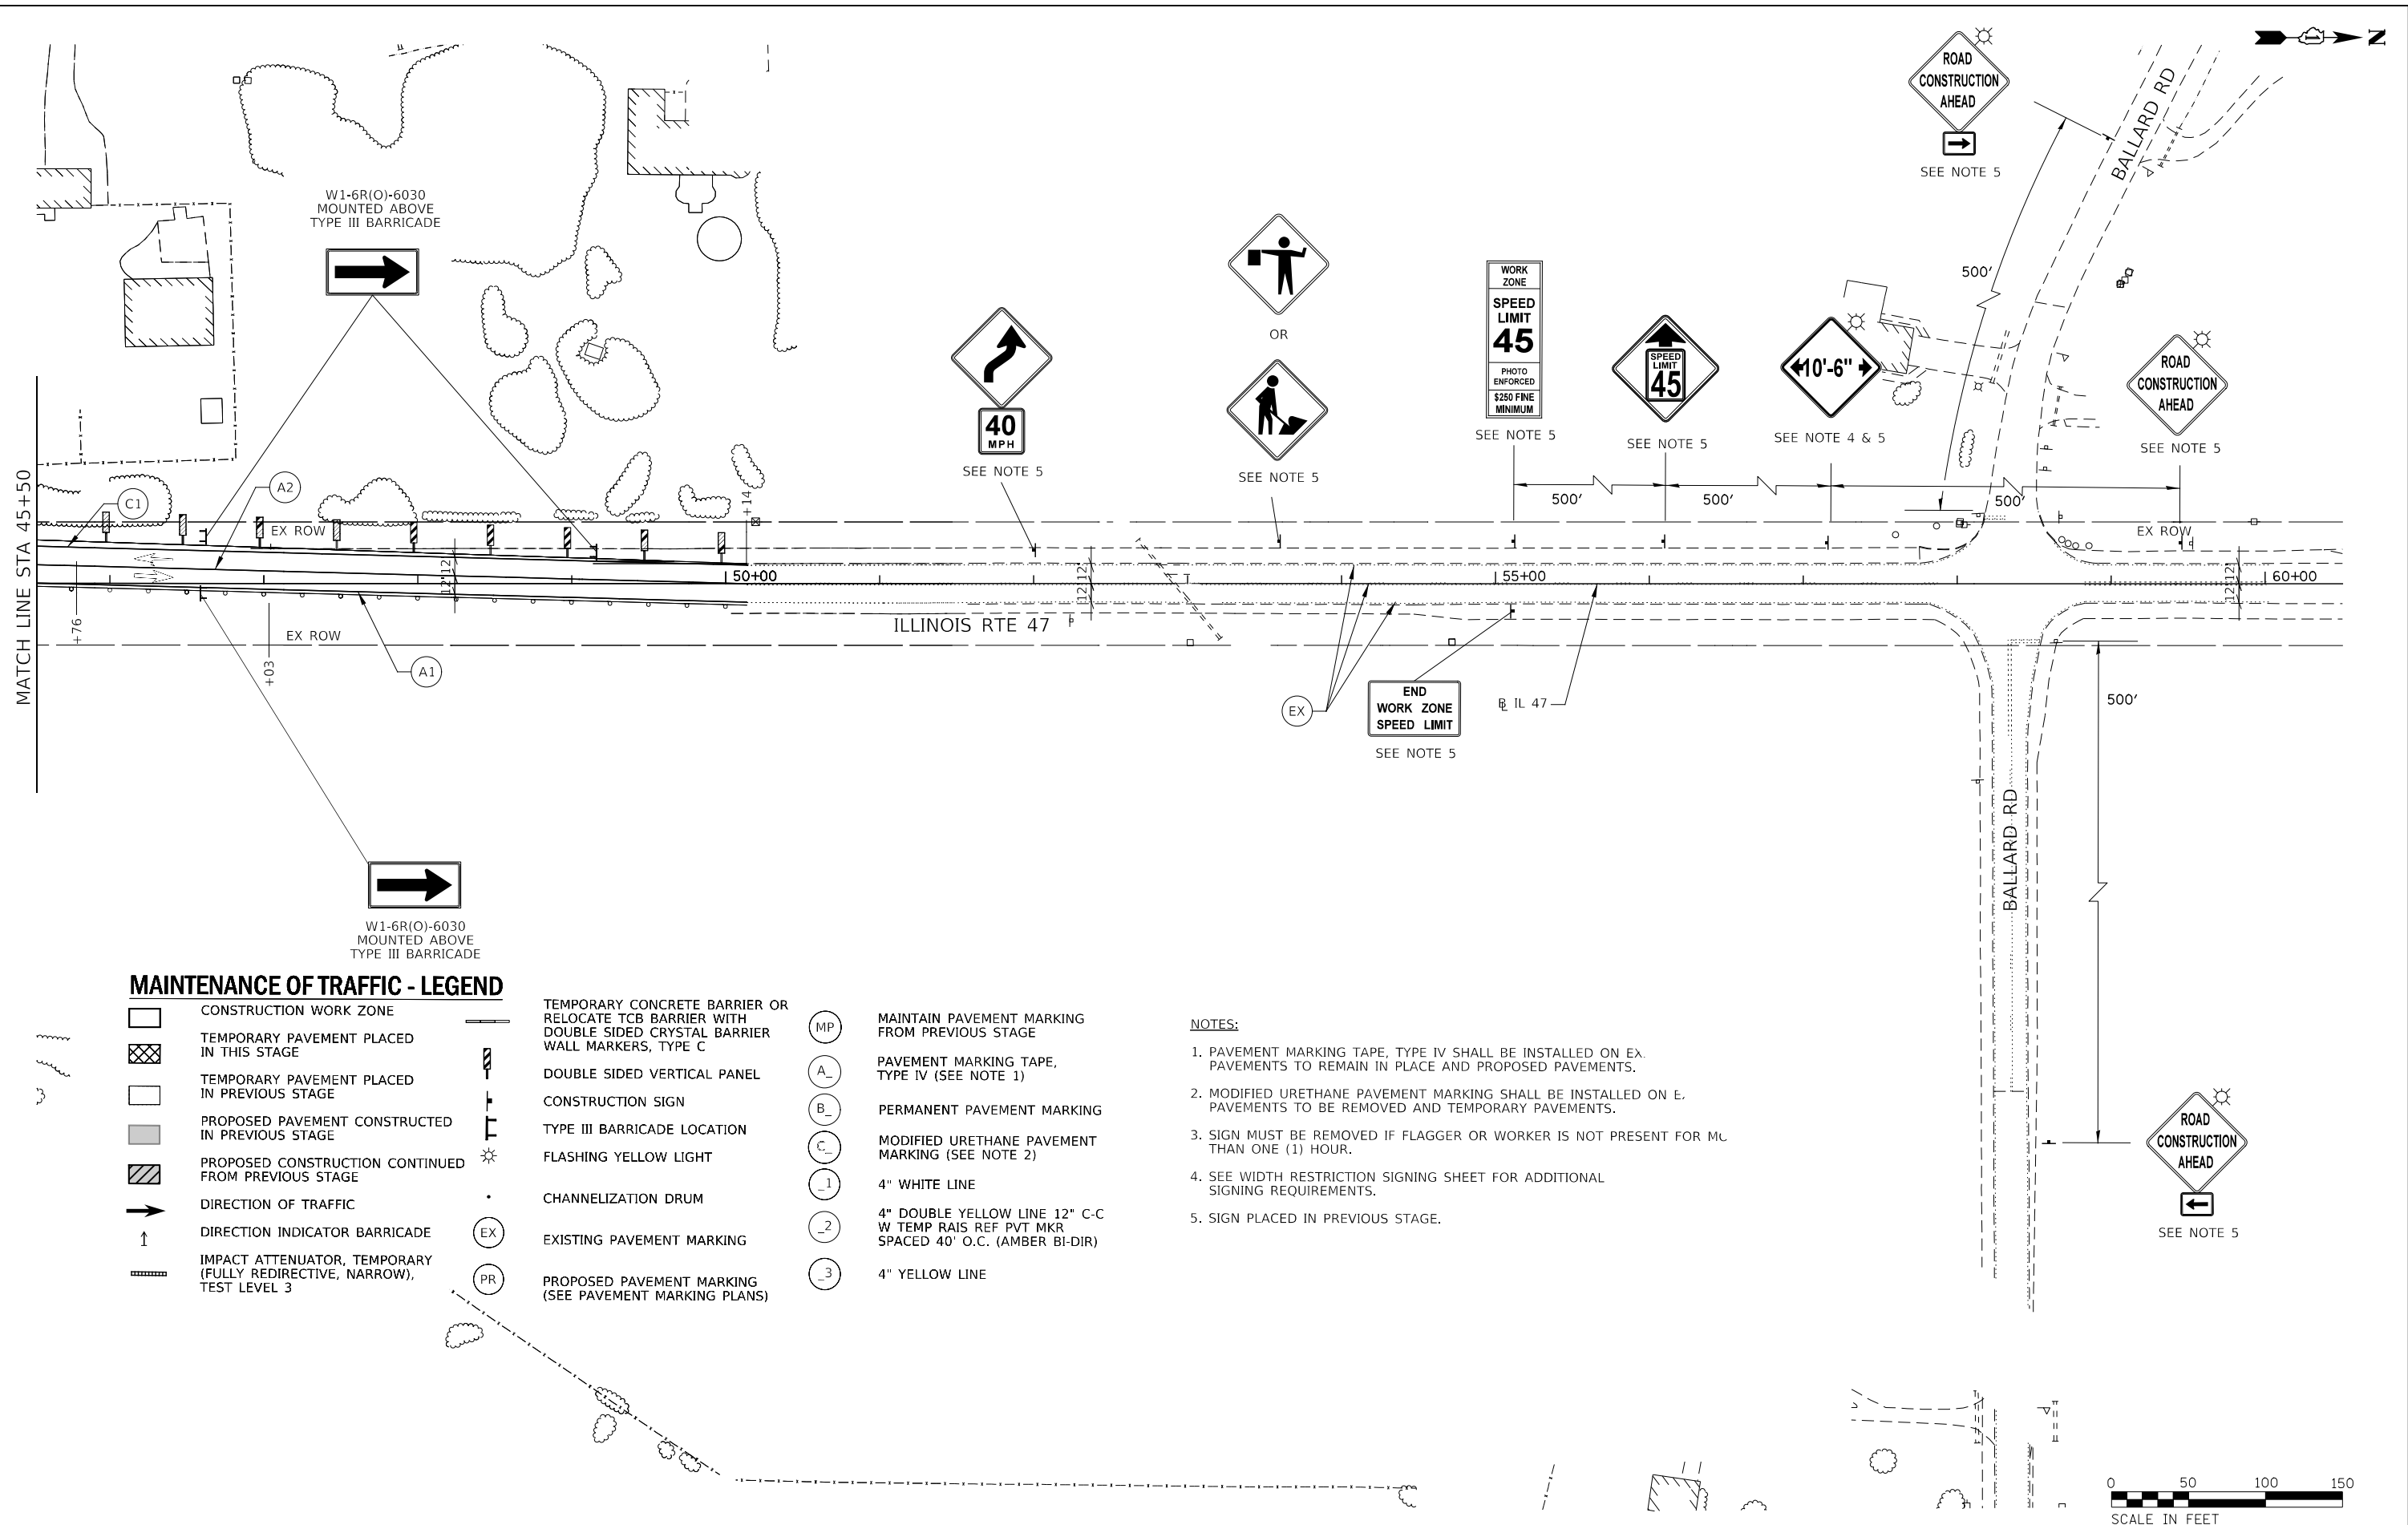 N
ROAD
CONSTRUCTION
AHEAD
SEE NOTE 5
BALLARD RD
W1-6R(O)-6030
MOUNTED ABOVE
TYPE III BARRICADE
500'
OR
WORK
ZONE
SPEED
LIMIT
45
PHOTO
ENFORCED
$250 FINE
MINIMUM
SEE NOTE 5
SPEED
LIMIT
45
SEE NOTE 5
10'-6"
SEE NOTE 4 & 5
ROAD
CONSTRUCTION
AHEAD
SEE NOTE 5
40
MPH
SEE NOTE 5
SEE NOTE 5
500'
500'
500'
MATCH LINE STA 45+50
C1
A2
+14
EX ROW
EX ROW
12'
12'
50+00
12'
12'
55+00
12'
12'
60+00
+76
+03
EX ROW
A1
ILLINOIS RTE 47
EX
END
WORK ZONE
SPEED LIMIT
SEE NOTE 5
BL IL 47
500'
BALLARD RD
W1-6R(O)-6030
MOUNTED ABOVE
TYPE III BARRICADE
MAINTENANCE OF TRAFFIC - LEGEND
CONSTRUCTION WORK ZONE
TEMPORARY PAVEMENT PLACED
IN THIS STAGE
TEMPORARY PAVEMENT PLACED
IN PREVIOUS STAGE
PROPOSED PAVEMENT CONSTRUCTED
IN PREVIOUS STAGE
PROPOSED CONSTRUCTION CONTINUED
FROM PREVIOUS STAGE
DIRECTION OF TRAFFIC
DIRECTION INDICATOR BARRICADE
IMPACT ATTENUATOR, TEMPORARY
(FULLY REDIRECTIVE, NARROW),
TEST LEVEL 3
TEMPORARY CONCRETE BARRIER OR
RELOCATE TCB BARRIER WITH
DOUBLE SIDED CRYSTAL BARRIER
WALL MARKERS, TYPE C
DOUBLE SIDED VERTICAL PANEL
CONSTRUCTION SIGN
TYPE III BARRICADE LOCATION
FLASHING YELLOW LIGHT
CHANNELIZATION DRUM
EX EXISTING PAVEMENT MARKING
PR PROPOSED PAVEMENT MARKING
(SEE PAVEMENT MARKING PLANS)
MP MAINTAIN PAVEMENT MARKING
FROM PREVIOUS STAGE
A_ PAVEMENT MARKING TAPE,
TYPE IV (SEE NOTE 1)
B_ PERMANENT PAVEMENT MARKING
C_ MODIFIED URETHANE PAVEMENT
MARKING (SEE NOTE 2)
_1 4" WHITE LINE
_2 4" DOUBLE YELLOW LINE 12" C-C
W TEMP RAIS REF PVT MKR
SPACED 40' O.C. (AMBER BI-DIR)
_3 4" YELLOW LINE
NOTES:
1. PAVEMENT MARKING TAPE, TYPE IV SHALL BE INSTALLED ON
PAVEMENTS TO REMAIN IN PLACE AND PROPOSED PAVEMENTS.
2. MODIFIED URETHANE PAVEMENT MARKING SHALL BE INSTALLED ON
PAVEMENTS TO BE REMOVED AND TEMPORARY PAVEMENTS.
3. SIGN MUST BE REMOVED IF FLAGGER OR WORKER IS NOT PRESENT FOR
THAN ONE (1) HOUR.
4. SEE WIDTH RESTRICTION SIGNING SHEET FOR ADDITIONAL
SIGNING REQUIREMENTS.
5. SIGN PLACED IN PREVIOUS STAGE.
ROAD
CONSTRUCTION
AHEAD
SEE NOTE 5
0 50 100 150
SCALE IN FEET